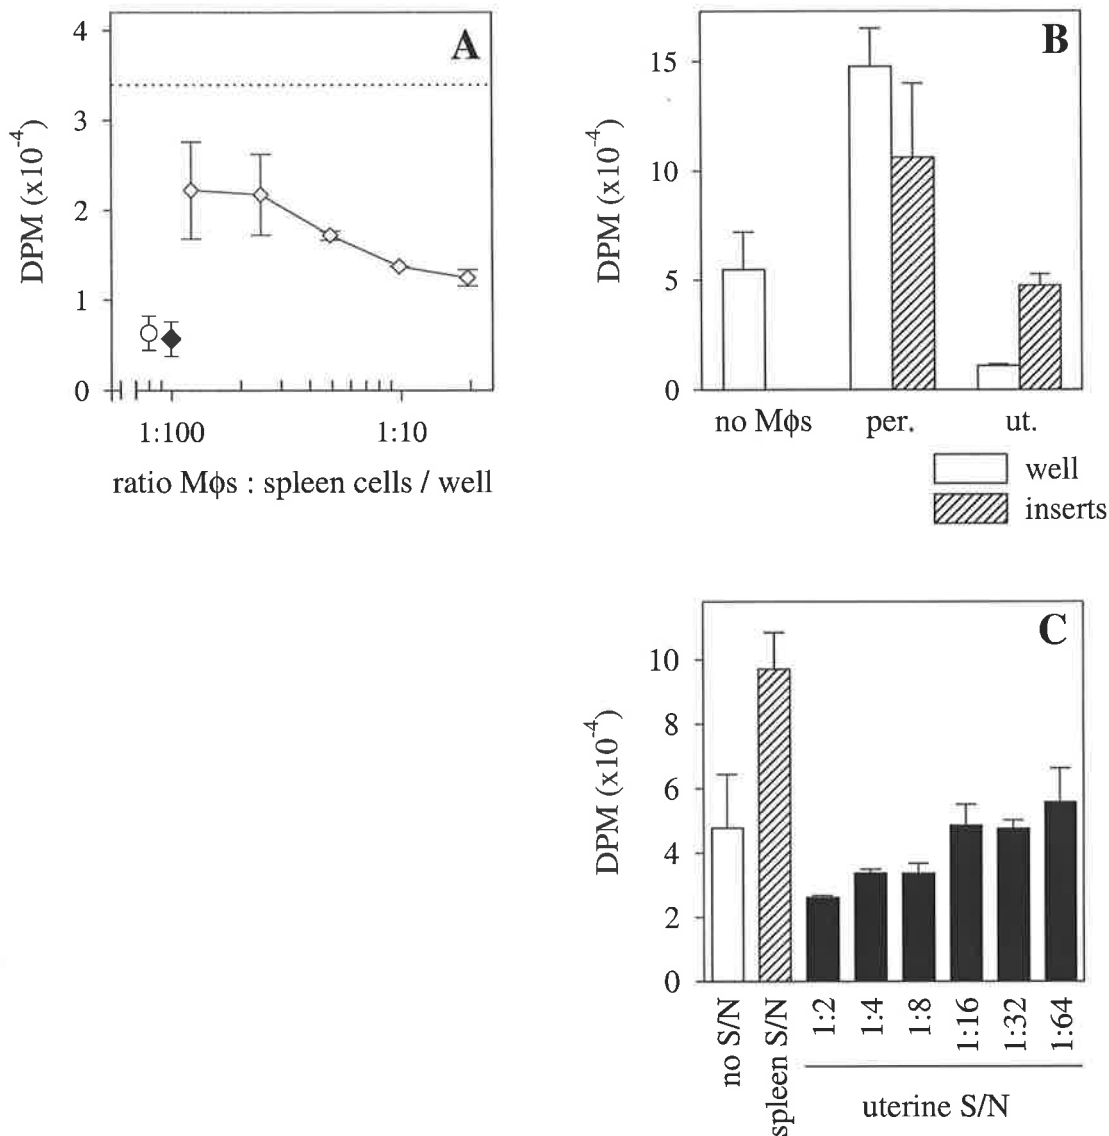 A
4
3
2
1
0
DPM (x10-4)
1:100 1:10
ratio Mϕs : spleen cells / well
B
15
10
5
0
DPM (x10-4)
no Mϕs per. ut.
well
inserts
C
10
8
6
4
2
0
DPM (x10-4)
no S/N
spleen S/N
1:2
1:4
1:8
1:16
1:32
1:64
uterine S/N